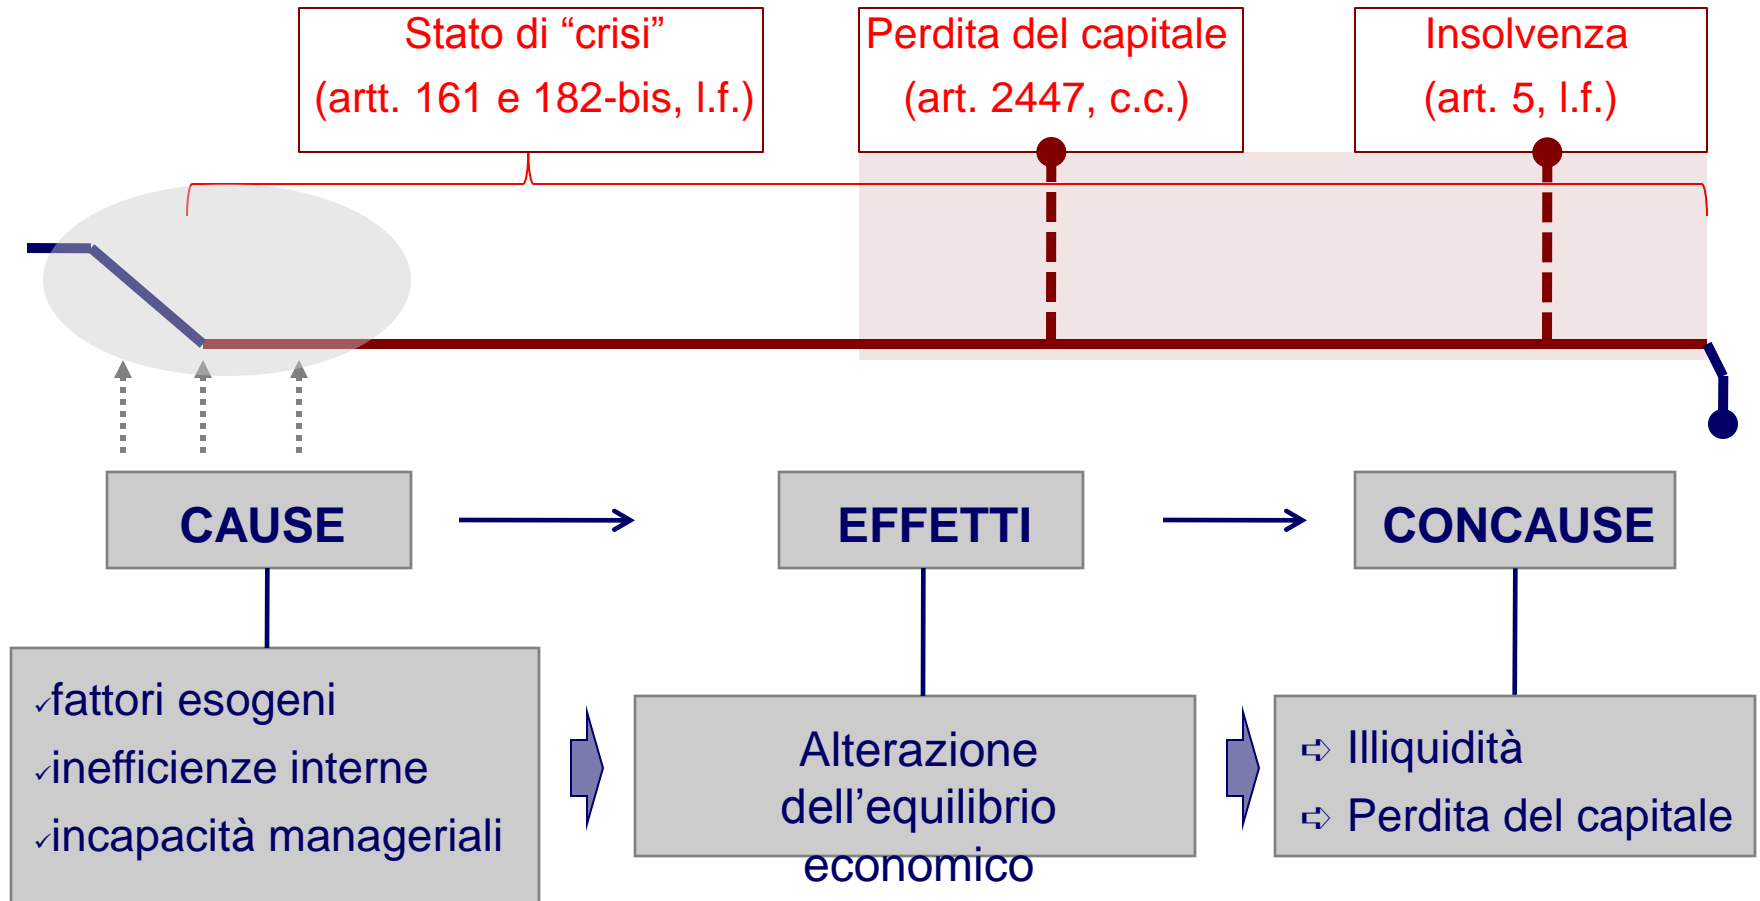 Stato di “crisi”
(artt. 161 e 182-bis, l.f.)
Perdita del capitale
(art. 2447, c.c.)
Insolvenza
(art. 5, l.f.)
CAUSE
EFFETTI
CONCAUSE
✓fattori esogeni
✓inefficienze interne
✓incapacità manageriali
Alterazione
dell’equilibrio
economico
➪ Illiquidità
➪ Perdita del capitale